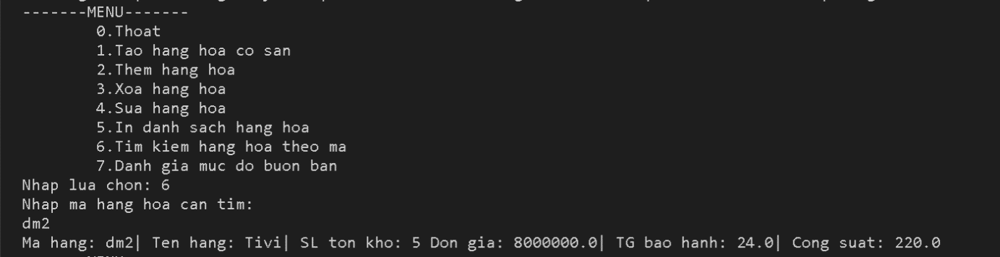 -------MENU-------
0.Thoat
1.Tao hang hoa co san
2.Them hang hoa
3.Xoa hang hoa
4.Sua hang hoa
5.In danh sach hang hoa
6.Tim kiem hang hoa theo ma
7.Danh gia muc do buon ban
Nhap lua chon: 6
Nhap ma hang hoa can tim:
dm2
Ma hang: dm2| Ten hang: Tivi| SL ton kho: 5 Don gia: 8000000.0| TG bao hanh: 24.0| Cong suat: 220.0